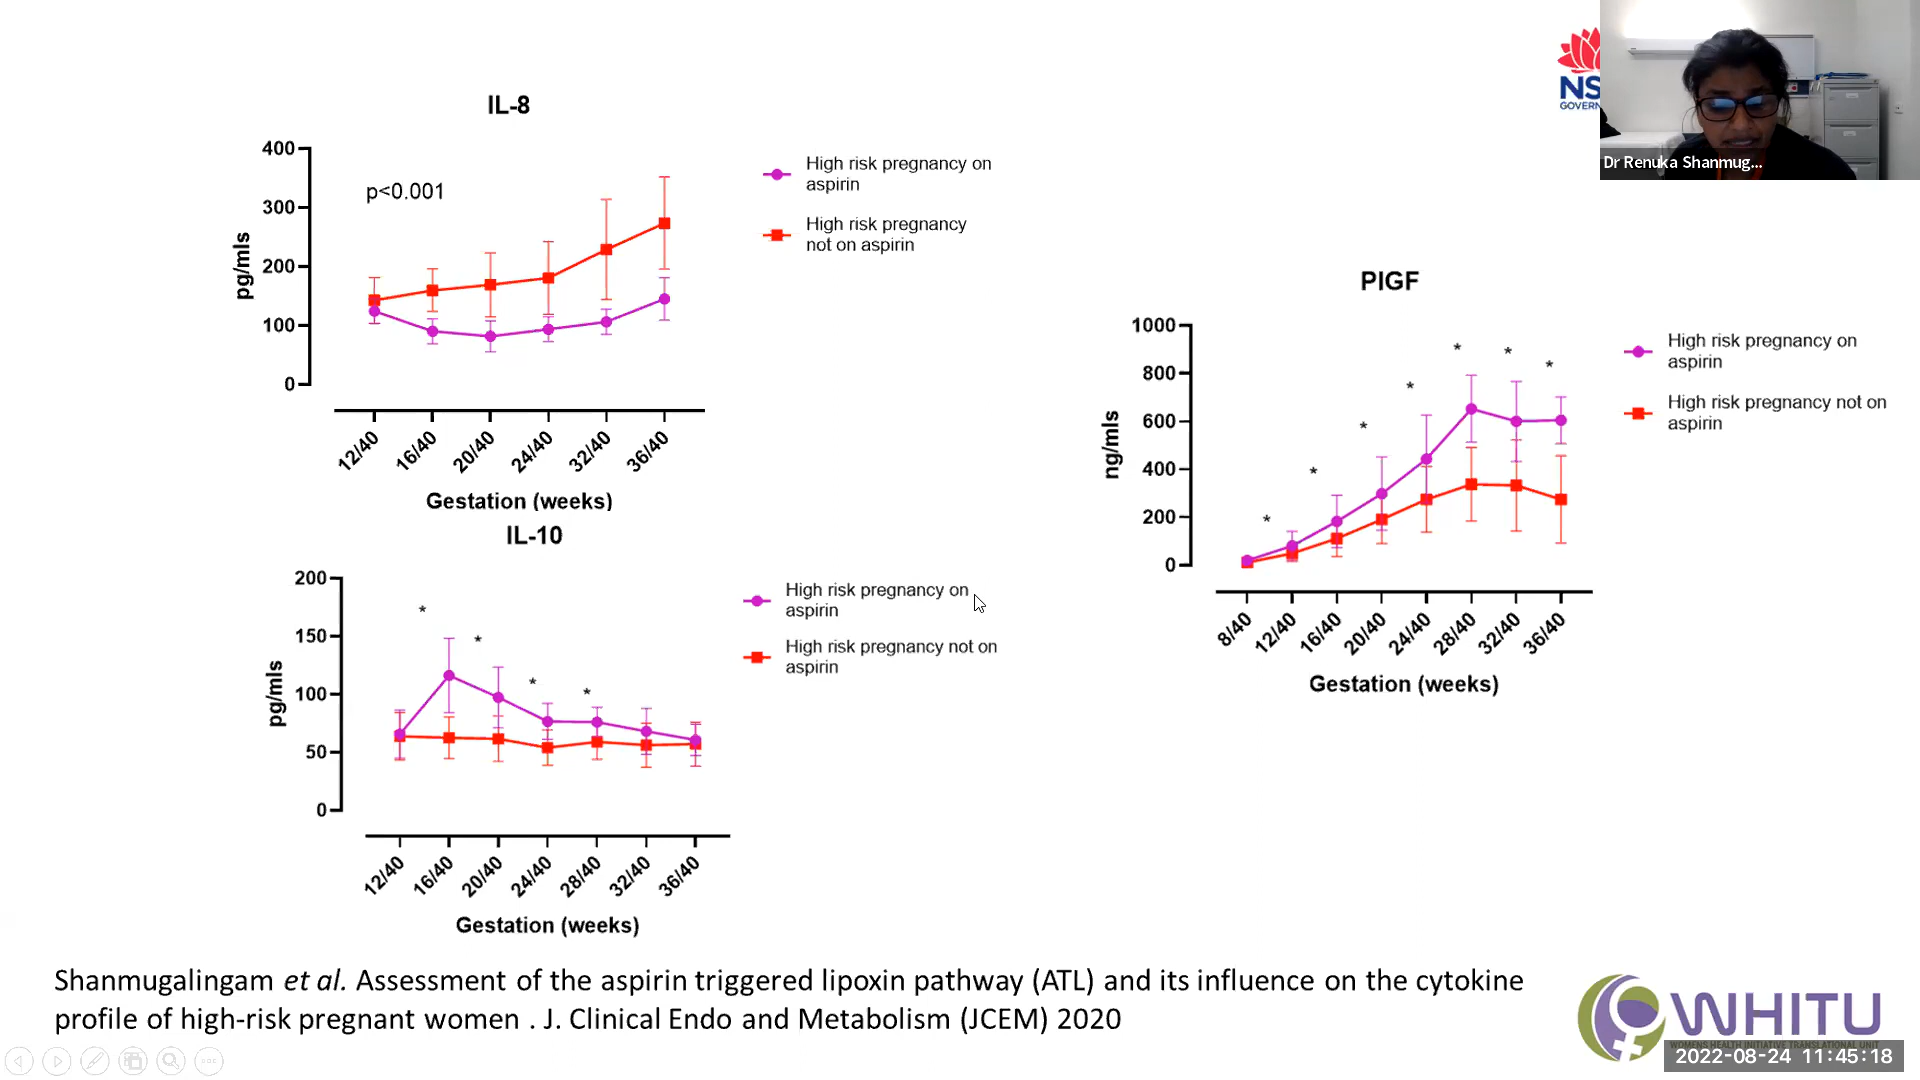 IL-8
400
300
200
100
0
p<0.001
pg/mls
12/40
16/40
20/40
24/40
32/40
36/40
Gestation (weeks)
High risk pregnancy on
aspirin
High risk pregnancy
not on aspirin
IL-10
200
150
100
50
0
*
*
*
*
pg/mls
12/40
16/40
20/40
24/40
28/40
32/40
36/40
Gestation (weeks)
High risk pregnancy on
aspirin
High risk pregnancy not on
aspirin
PIGF
1000
800
600
400
200
0
*
*
*
*
*
*
*
ng/mls
8/40
12/40
16/40
20/40
24/40
28/40
32/40
36/40
Gestation (weeks)
High risk pregnancy on
aspirin
High risk pregnancy not on
aspirin
NS
GOVERN
Dr Renuka Shanmug...
Shanmugalingam et al. Assessment of the aspirin triggered lipoxin pathway (ATL) and its influence on the cytokine
profile of high-risk pregnant women . J. Clinical Endo and Metabolism (JCEM) 2020
WHITU
WOMENS HEALTH INITIATIVE TRANSLATIONAL UNIT
2022-08-24 11:45:18